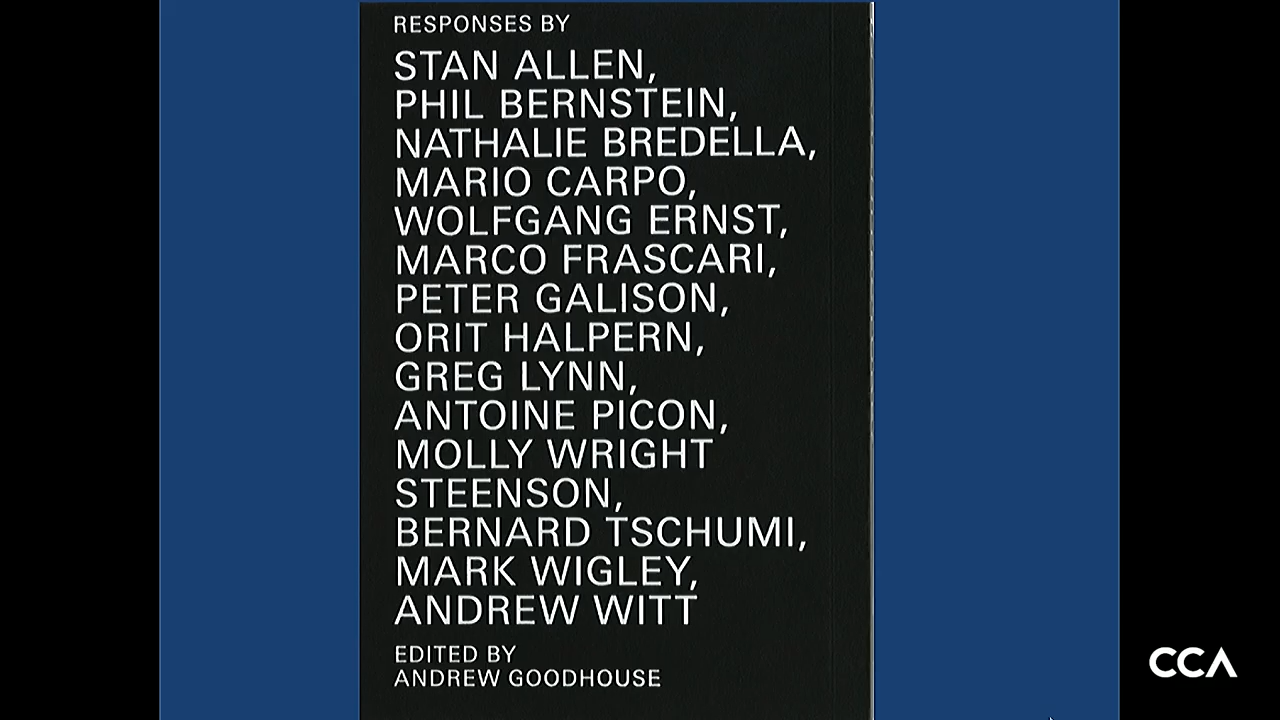 RESPONSES BY
STAN ALLEN,
PHIL BERNSTEIN,
NATHALIE BREDELLA,
MARIO CARPO,
WOLFGANG ERNST,
MARCO FRASCARI,
PETER GALISON,
ORIT HALPERN,
GREG LYNN,
ANTOINE PICON,
MOLLY WRIGHT
STEENSON,
BERNARD TSCHUMI,
MARK WIGLEY,
ANDREW WITT
EDITED BY
ANDREW GOODHOUSE
CCA